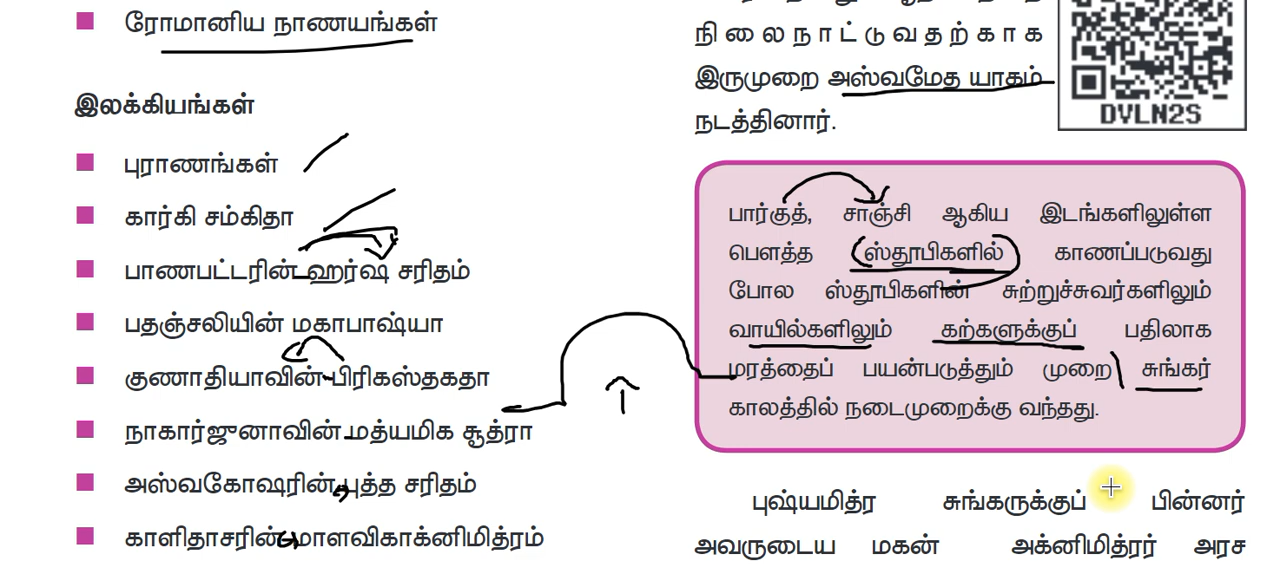 ரோமானிய நாணயங்கள்
இலக்கியங்கள்
புராணங்கள்
கார்கி சம்கிதா
பாணபட்டரின் ஹர்ஷ சரிதம்
பதஞ்சலியின் மகாபாஷ்யா
குணாதியாவின் பிரிகஸ்தகதா
நாகார்ஜுனாவின் மத்யமிக சூத்ரா
அஸ்வகோஷரின் புத்த சரிதம்
காளிதாசரின் மாளவிகாக்னிமித்ரம்
நிலைநாட்டுவதற்காக
இருமுறை அஸ்வமேத யாகம்
நடத்தினார்.
DVLN2S
பார்குத், சாஞ்சி ஆகிய இடங்களிலுள்ள
பௌத்த ஸ்தூபிகளில் காணப்படுவது
போல ஸ்தூபிகளின் சுற்றுச்சுவர்களிலும்
வாயில்களிலும் கற்களுக்குப் பதிலாக
மரத்தைப் பயன்படுத்தும் முறை சுங்கர்
காலத்தில் நடைமுறைக்கு வந்தது.
புஷ்யமித்ர சுங்கருக்குப் பின்னர்
அவருடைய மகன் அக்னிமித்ரர் அரச